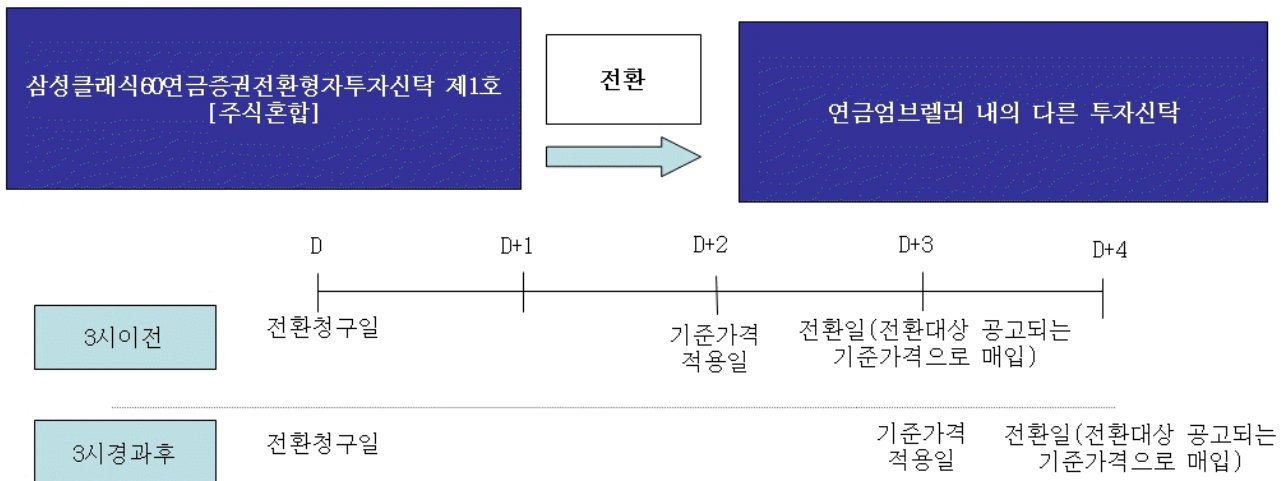 삼성클래식60연금증권전환형자투자신탁 제1호
[주식혼합]
전환
연금엄브렐러 내의 다른 투자신탁
D
D+1
D+2
D+3
D+4
3시이전
전환청구일
기준가격
적용일
전환일(전환대상 공고되는
기준가격으로 매입)
3시경과후
전환청구일
기준가격
적용일
전환일(전환대상 공고되는
기준가격으로 매입)